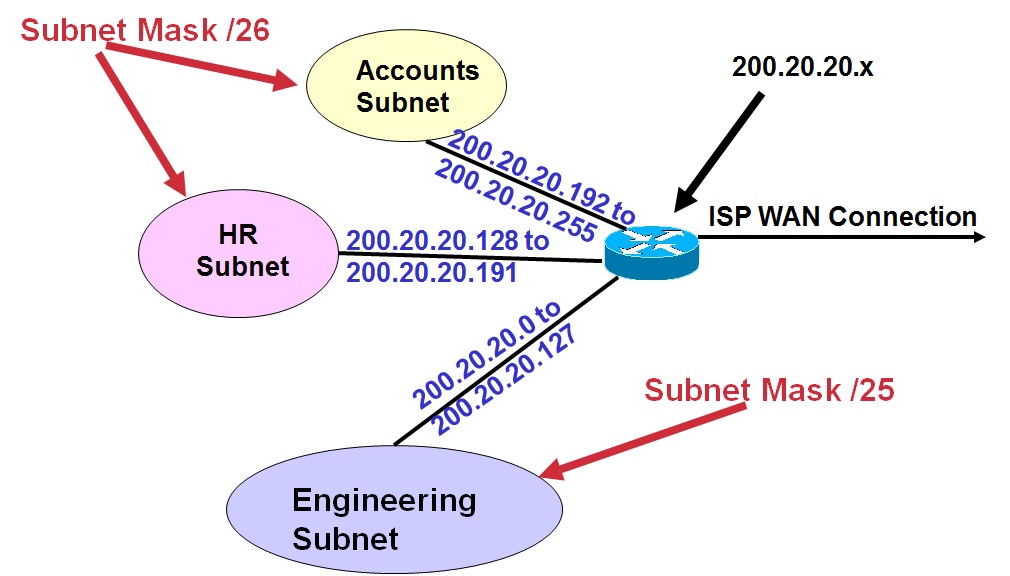 Subnet Mask /26
Accounts
Subnet
200.20.20.x
200.20.20.192 to
200.20.20.255
ISP WAN Connection
HR
Subnet
200.20.20.128 to
200.20.20.191
200.20.20.0 to
200.20.20.127
Subnet Mask /25
Engineering
Subnet